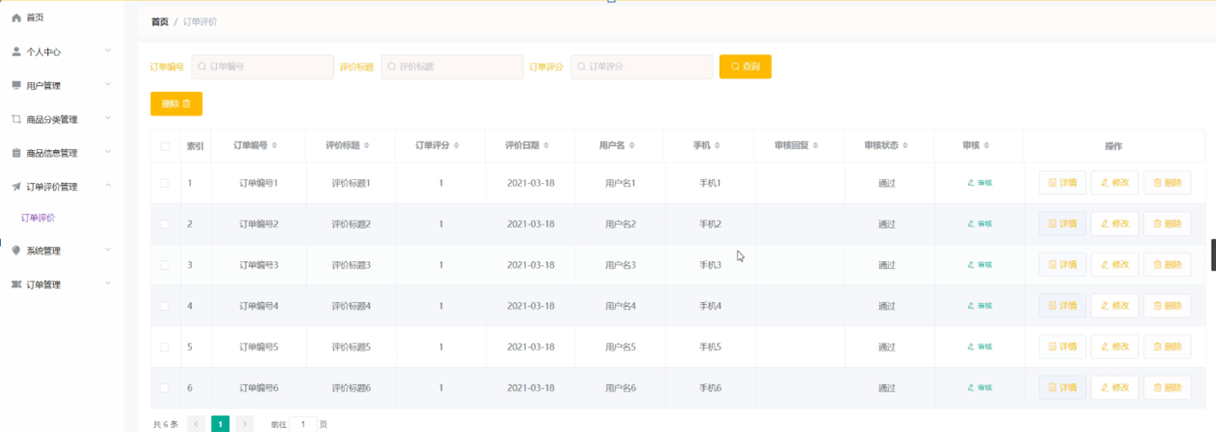 首页
个人中心
用户管理
商品分类管理
商品信息管理
订单评价管理
订单评价
系统管理
订单管理
首页 / 订单评价
订单编号 订单编号 评价标题 评价标题 订单评分 订单评分 查询
删除
索引 订单编号 评价标题 订单评分 评价日期 用户名 手机 审核回复 审核状态 审核 操作
1 订单编号1 评价标题1 1 2021-03-18 用户名1 手机1 通过 审核 详情 修改 删除
2 订单编号2 评价标题2 1 2021-03-18 用户名2 手机2 通过 审核 详情 修改 删除
3 订单编号3 评价标题3 1 2021-03-18 用户名3 手机3 通过 审核 详情 修改 删除
4 订单编号4 评价标题4 1 2021-03-18 用户名4 手机4 通过 审核 详情 修改 删除
5 订单编号5 评价标题5 1 2021-03-18 用户名5 手机5 通过 审核 详情 修改 删除
6 订单编号6 评价标题6 1 2021-03-18 用户名6 手机6 通过 审核 详情 修改 删除
共 6 条 < 1 > 前往 1 页